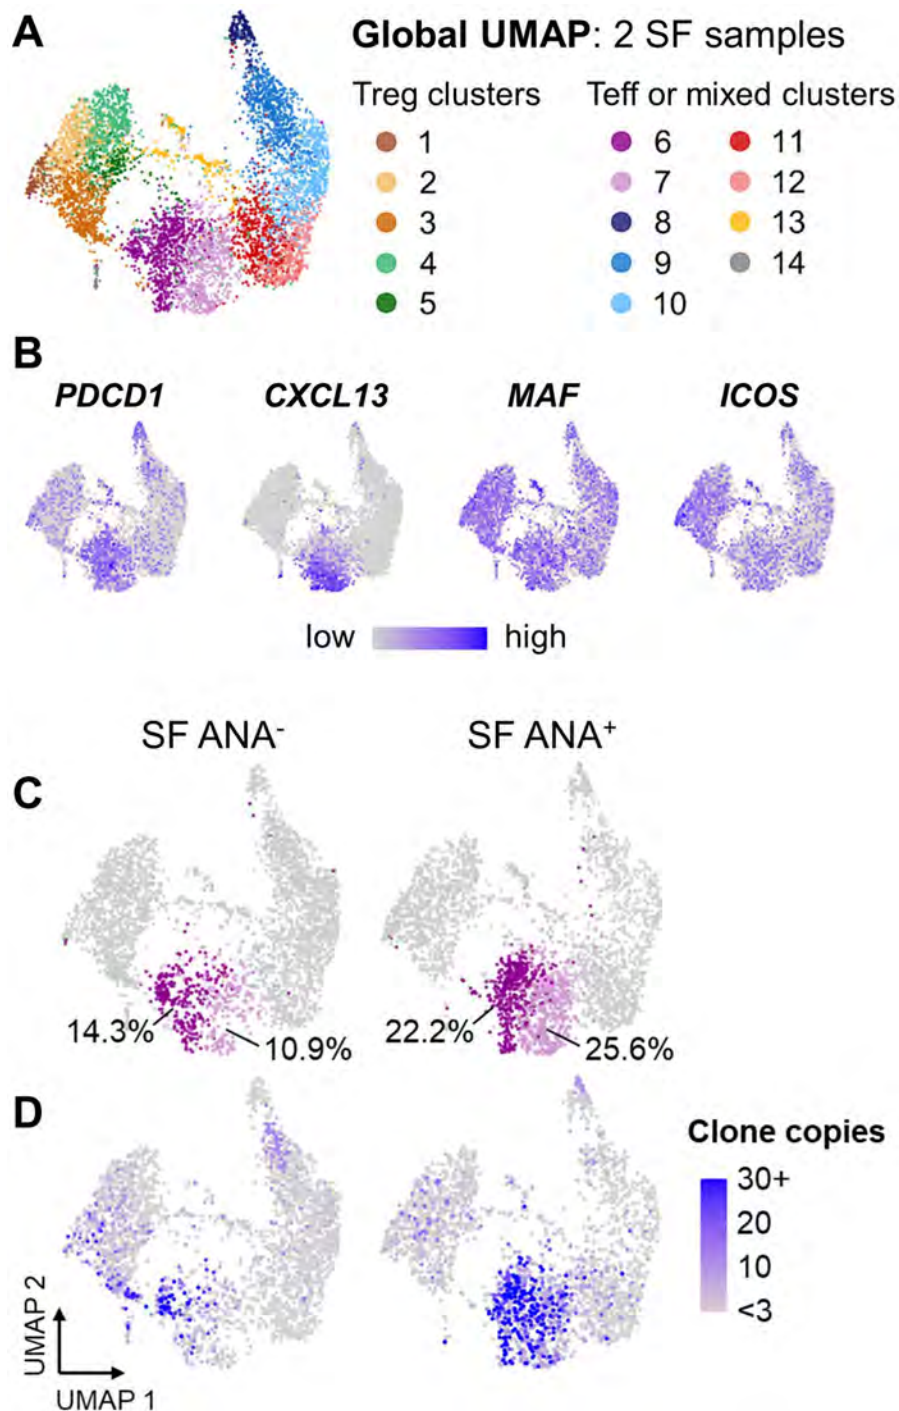 A
Global UMAP: 2 SF samples
Treg clusters Teff or mixed clusters
1 6 11
2 7 12
3 8 13
4 9 14
5 10
B
PDCD1 CXCL13 MAF ICOS
low high
SF ANA- SF ANA+
C
14.3% 10.9% 22.2% 25.6%
D
Clone copies
30+
20
10
<3
UMAP 2
UMAP 1